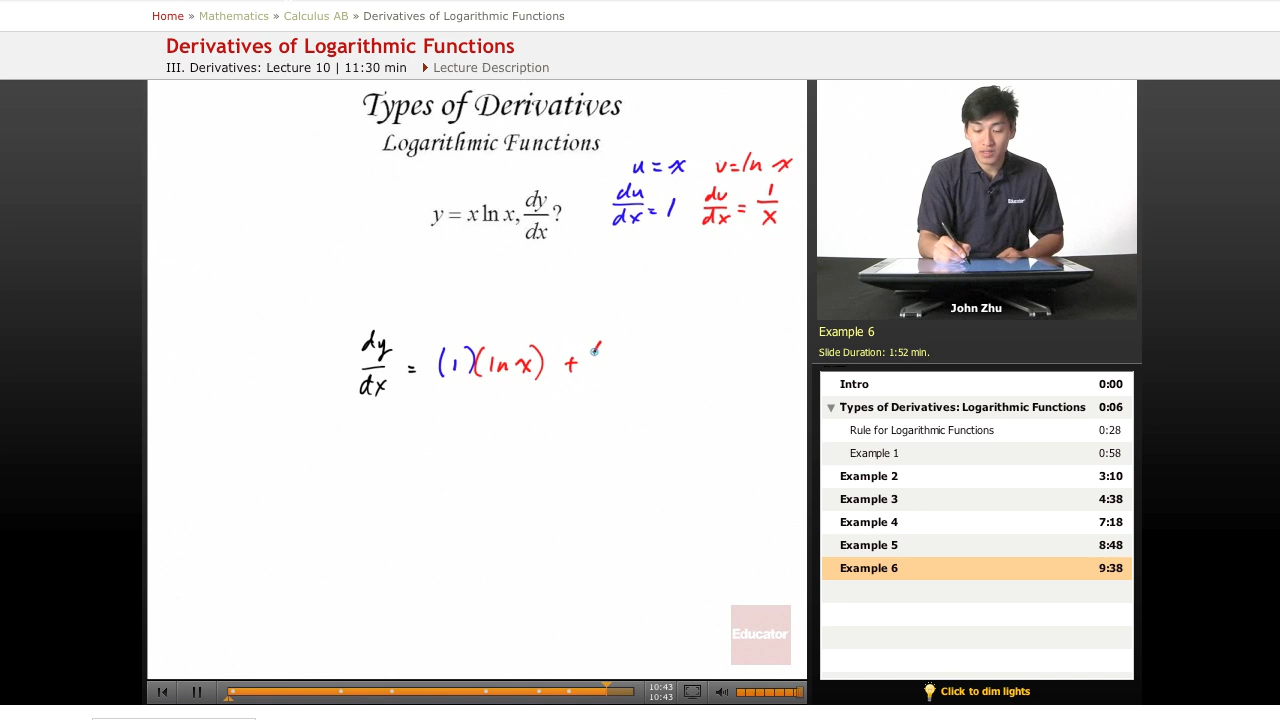 Home » Mathematics » Calculus AB » Derivatives of Logarithmic Functions
Derivatives of Logarithmic Functions
III. Derivatives: Lecture 10 | 11:30 min Lecture Description
Types of Derivatives
Logarithmic Functions
u = x v = ln x
du/dx = 1 dv/dx = 1/x
y = x ln x, dy/dx ?
dy/dx = (1)(ln x) +
Educator
Educator
John Zhu
Example 6
Slide Duration: 1:52 min.
Intro 0:00
Types of Derivatives: Logarithmic Functions 0:06
Rule for Logarithmic Functions 0:28
Example 1 0:58
Example 2 3:10
Example 3 4:38
Example 4 7:18
Example 5 8:48
Example 6 9:38
10:43
10:43
Click to dim lights